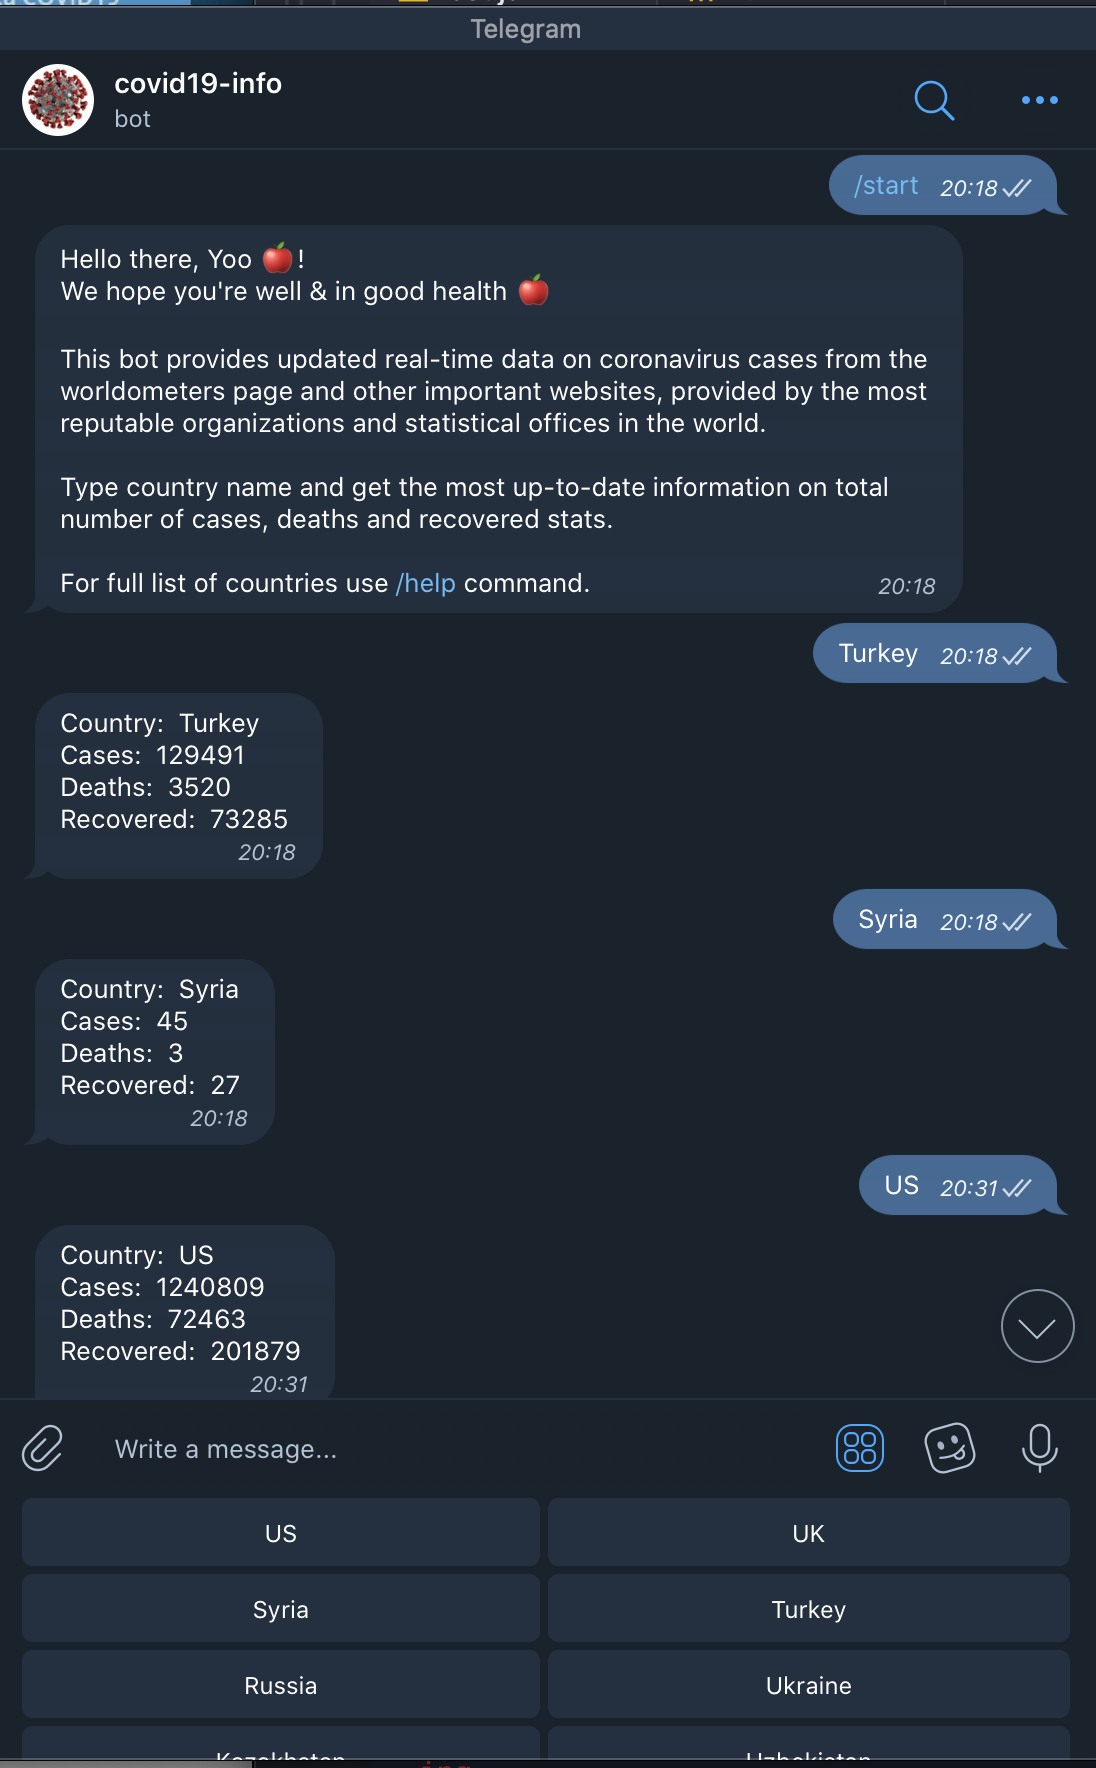 Telegram
covid19-info
bot
/start 20:18
Hello there, Yoo 🍎!
We hope you're well & in good health 🍎
This bot provides updated real-time data on coronavirus cases from the
worldometers page and other important websites, provided by the most
reputable organizations and statistical offices in the world.
Type country name and get the most up-to-date information on total
number of cases, deaths and recovered stats.
For full list of countries use /help command.
20:18
Turkey 20:18
Country: Turkey
Cases: 129491
Deaths: 3520
Recovered: 73285
20:18
Syria 20:18
Country: Syria
Cases: 45
Deaths: 3
Recovered: 27
20:18
US 20:31
Country: US
Cases: 1240809
Deaths: 72463
Recovered: 201879
20:31
Write a message...
US
UK
Syria
Turkey
Russia
Ukraine
Kazakhstan
Uzbekistan